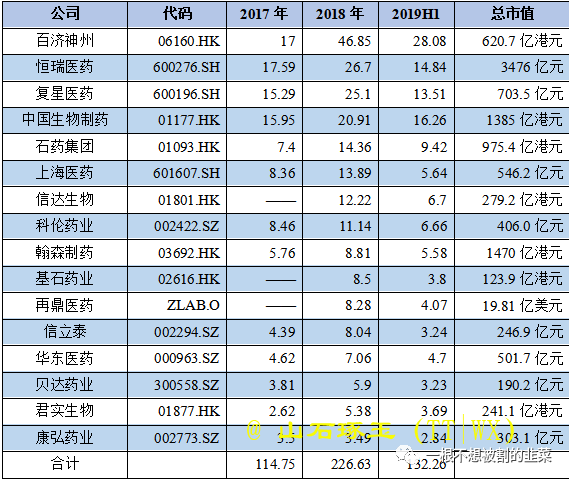 公司 代码 2017 年 2018 年 2019H1 总市值
百济神州 06160.HK 17 46.85 28.08 620.7 亿港元
恒瑞医药 600276.SH 17.59 26.7 14.84 3476 亿元
复星医药 600196.SH 15.29 25.1 13.51 703.5 亿元
中国生物制药 01177.HK 15.95 20.91 16.26 1385 亿港元
石药集团 01093.HK 7.4 14.36 9.42 975.4 亿港元
上海医药 601607.SH 8.36 13.89 5.64 546.2 亿元
信达生物 01801.HK —— 12.22 6.7 279.2 亿港元
科伦药业 002422.SZ 8.46 11.14 6.66 406.0 亿元
翰森制药 03692.HK 5.76 8.81 5.58 1470 亿港元
基石药业 02616.HK —— 8.5 3.8 123.9 亿港元
再鼎医药 ZLAB.O —— 8.28 4.07 19.81 亿美元
信立泰 002294.SZ 4.39 8.04 3.24 246.9 亿元
华东医药 000963.SZ 4.62 7.06 4.7 501.7 亿元
贝达药业 300558.SZ 3.81 5.9 3.23 190.2 亿元
君实生物 01877.HK 2.62 5.38 3.69 241.1 亿港元
@ 山石琢玉 (TT WX)
康弘药业 002773.SZ 3.5 3.49 2.84 303.1 亿元
合计 114.75 226.63 132.26
一根不想被割的韭菜